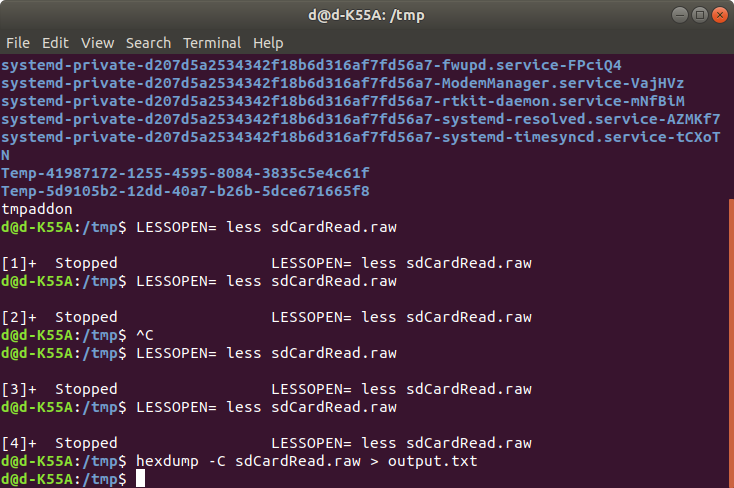 d@d-K55A: /tmp
File Edit View Search Terminal Help
systemd-private-d207d5a2534342f18b6d316af7fd56a7-fwupd.service-FPciQ4
systemd-private-d207d5a2534342f18b6d316af7fd56a7-ModemManager.service-VajHVz
systemd-private-d207d5a2534342f18b6d316af7fd56a7-rtkit-daemon.service-mNfBiM
systemd-private-d207d5a2534342f18b6d316af7fd56a7-systemd-resolved.service-AZMKf7
systemd-private-d207d5a2534342f18b6d316af7fd56a7-systemd-timesyncd.service-tCXoT
N
Temp-41987172-1255-4595-8084-3835c5e4c61f
Temp-5d9105b2-12dd-40a7-b26b-5dce671665f8
tmpaddon
d@d-K55A:/tmp$ LESSOPEN= less sdCardRead.raw
[1]+  Stopped                 LESSOPEN= less sdCardRead.raw
d@d-K55A:/tmp$ LESSOPEN= less sdCardRead.raw
[2]+  Stopped                 LESSOPEN= less sdCardRead.raw
d@d-K55A:/tmp$ ^C
d@d-K55A:/tmp$ LESSOPEN= less sdCardRead.raw
[3]+  Stopped                 LESSOPEN= less sdCardRead.raw
d@d-K55A:/tmp$ LESSOPEN= less sdCardRead.raw
[4]+  Stopped                 LESSOPEN= less sdCardRead.raw
d@d-K55A:/tmp$ hexdump -C sdCardRead.raw > output.txt
d@d-K55A:/tmp$